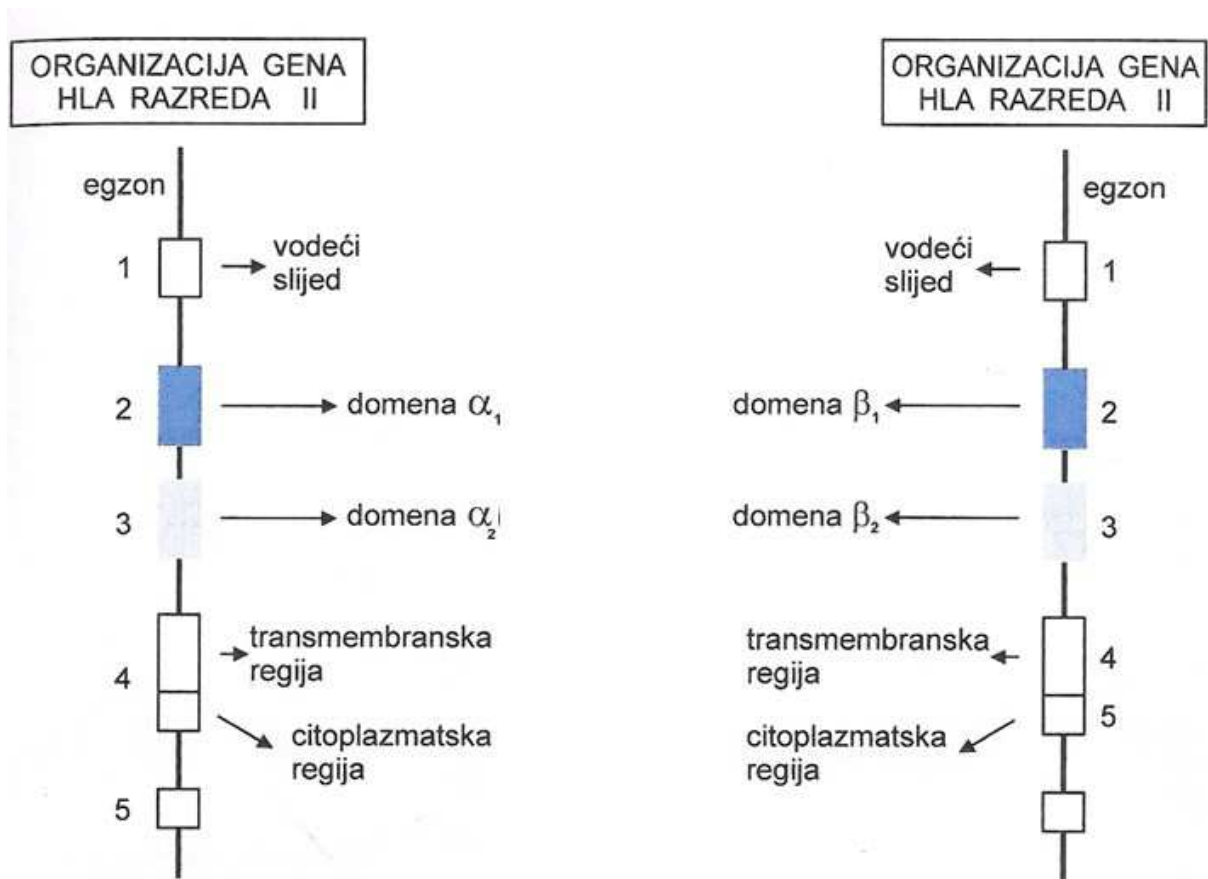 ORGANIZACIJA GENA
HLA RAZREDA II
egzon
1
vodeći
slijed
2
domena α₁
3
domena α₂
4
transmembranska
regija
citoplazmatska
regija
5
ORGANIZACIJA GENA
HLA RAZREDA II
egzon
vodeći
slijed
1
domena β₁
2
domena β₂
3
transmembranska
regija
4
5
citoplazmatska
regija